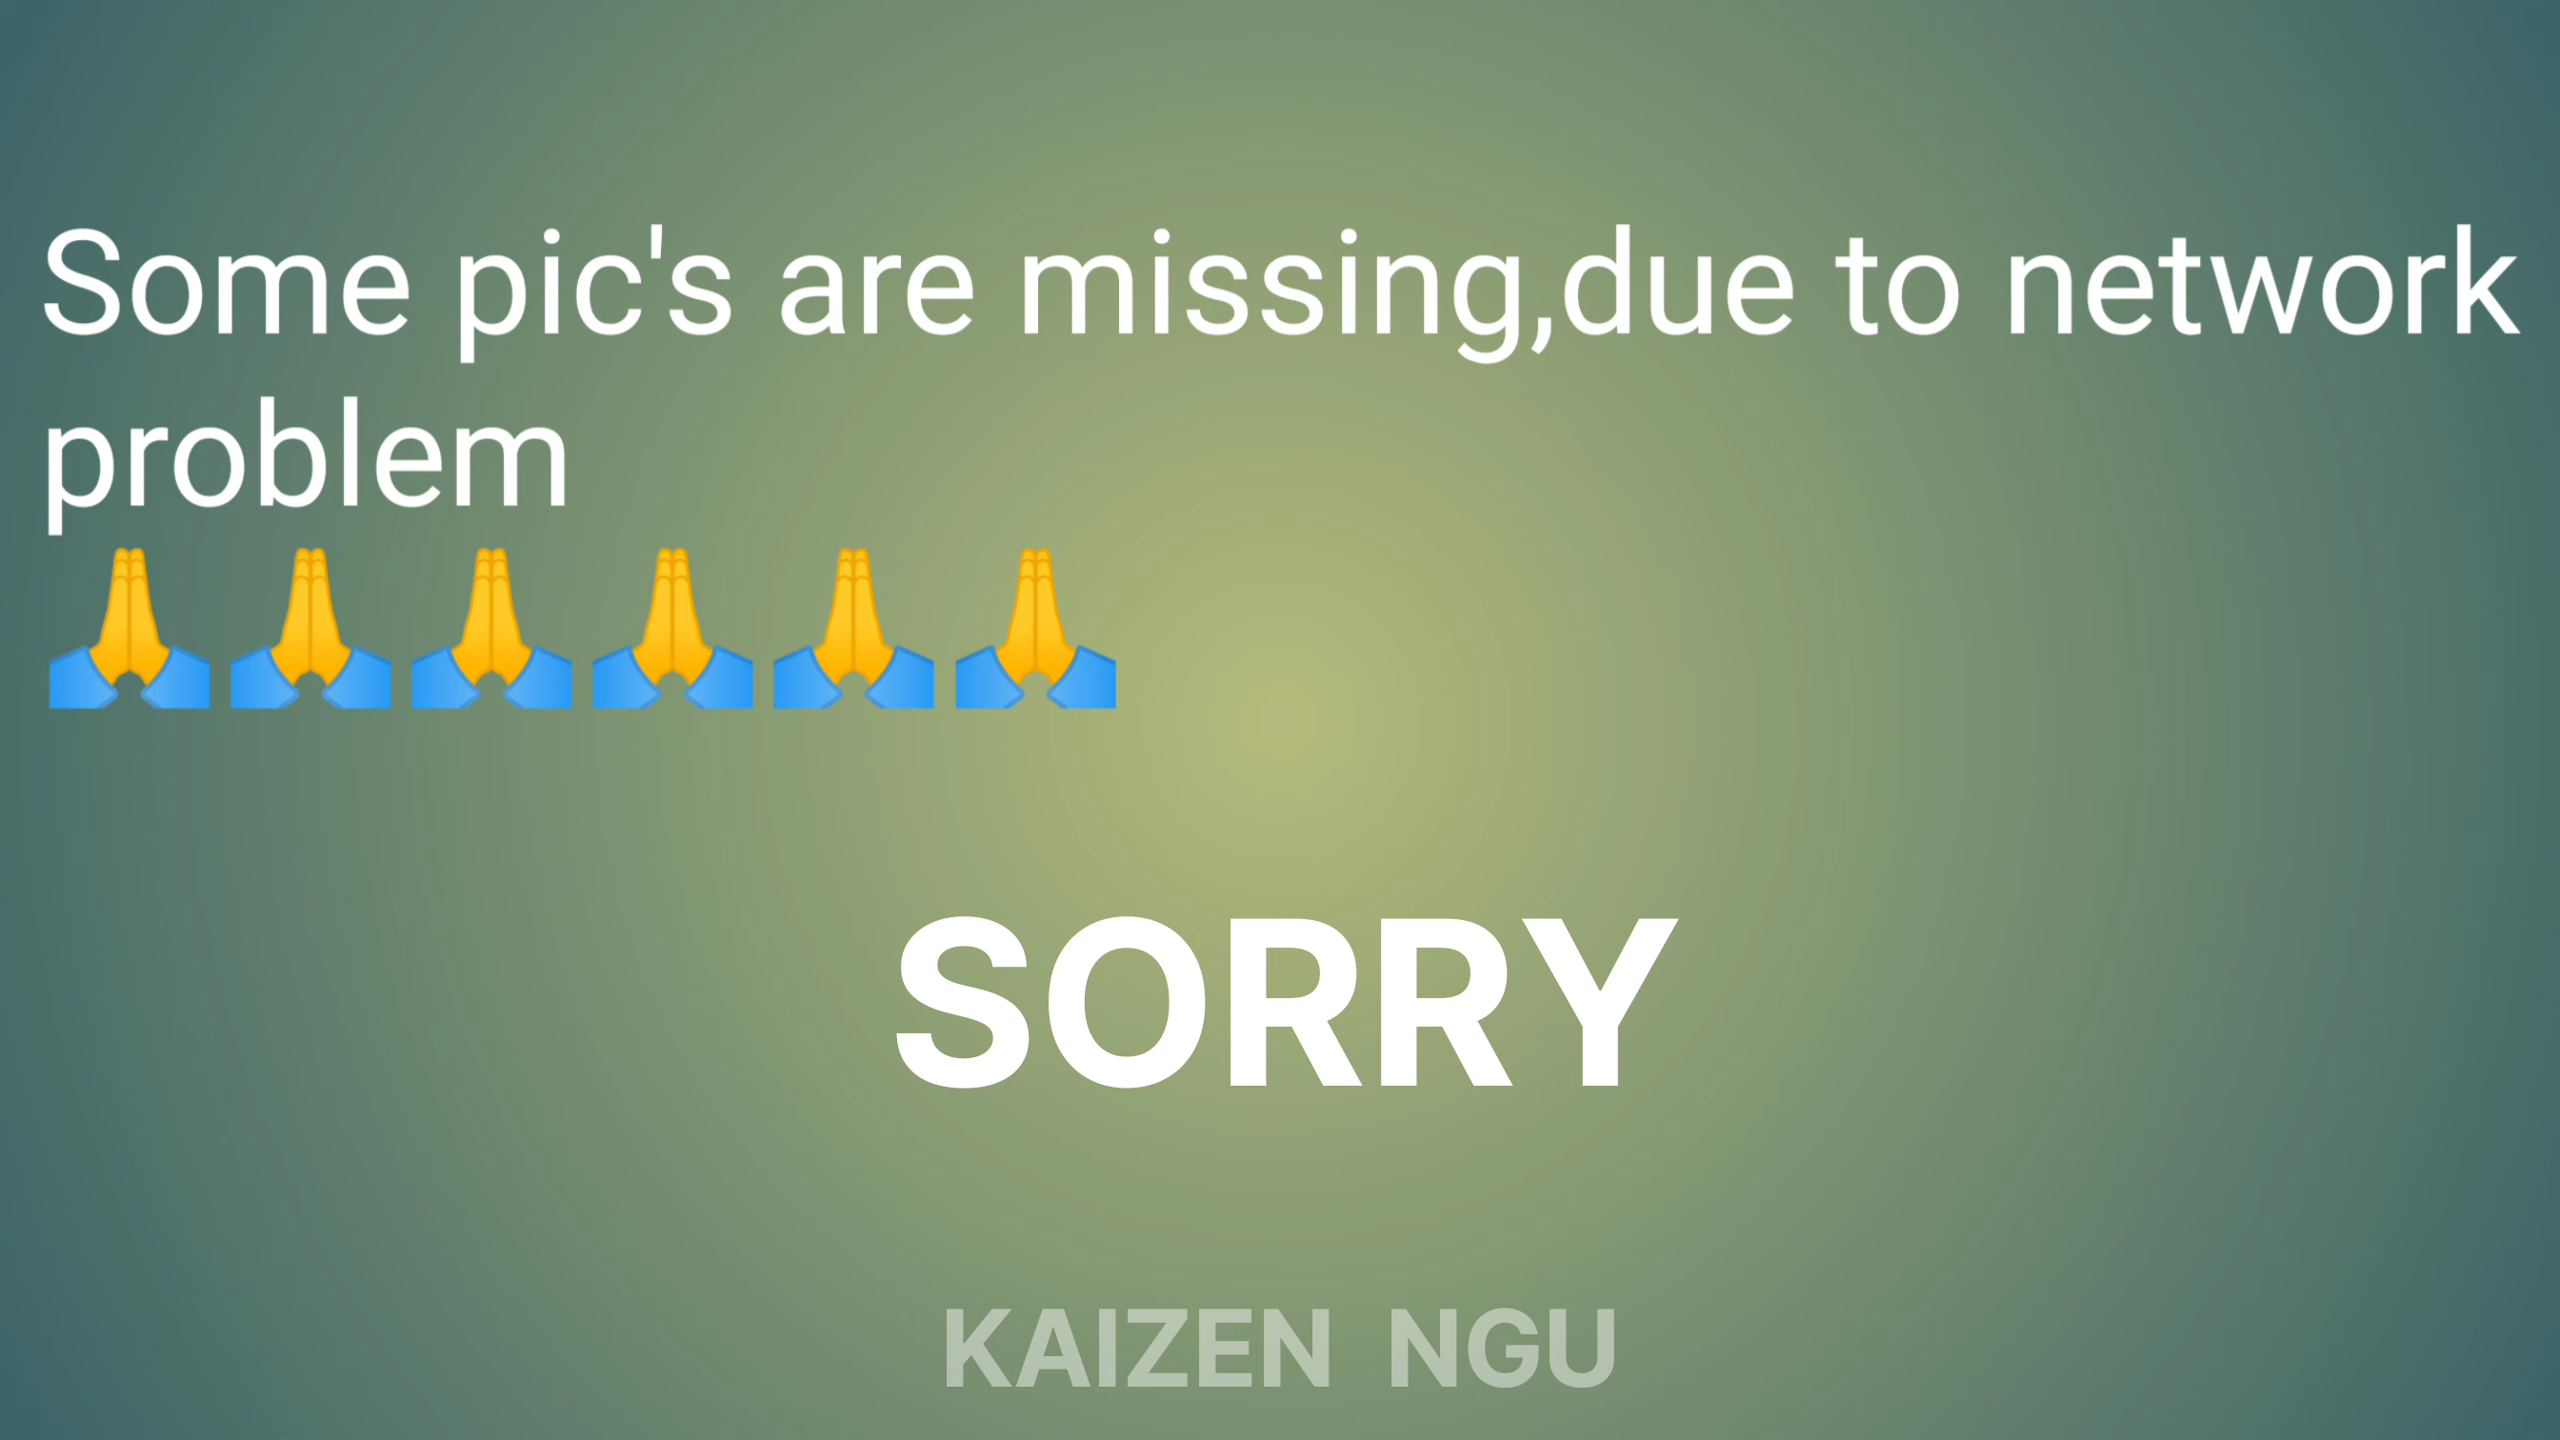 Some pic's are missing,due to network
problem
🙏🙏🙏🙏🙏🙏
SORRY
KAIZEN NGU